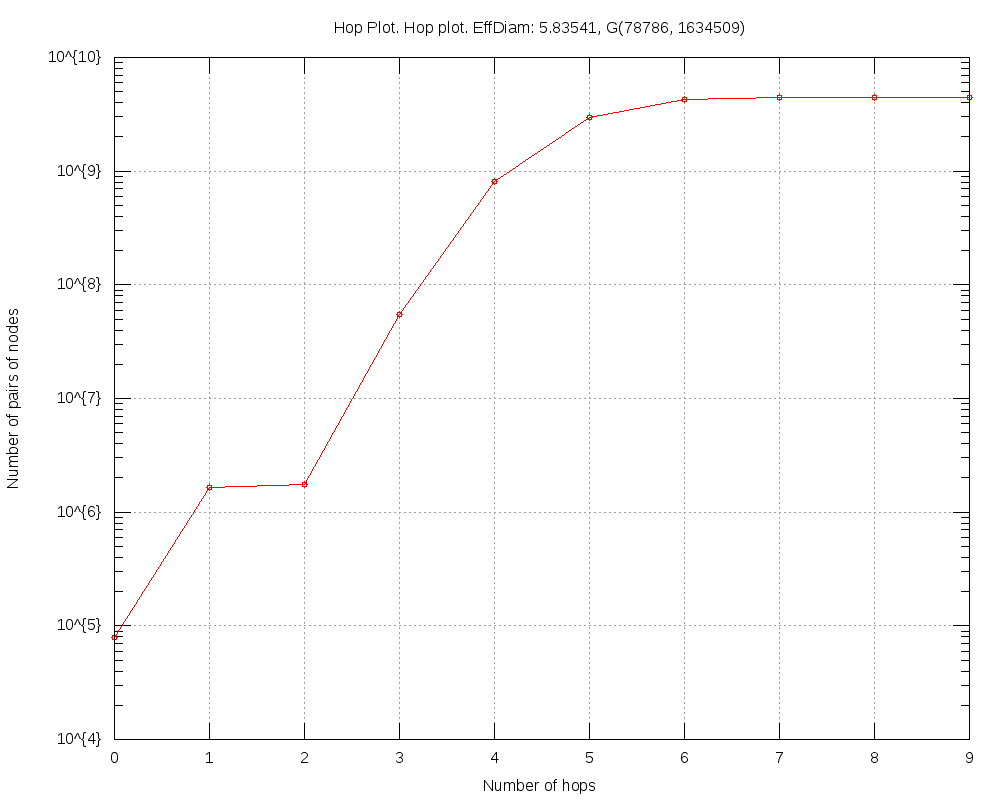 Hop Plot. Hop plot. EffDiam: 5.83541, G(78786, 1634509)
10^{10}
10^{9}
10^{8}
10^{7}
10^{6}
10^{5}
10^{4}
Number of pairs of nodes
0 1 2 3 4 5 6 7 8 9
Number of hops